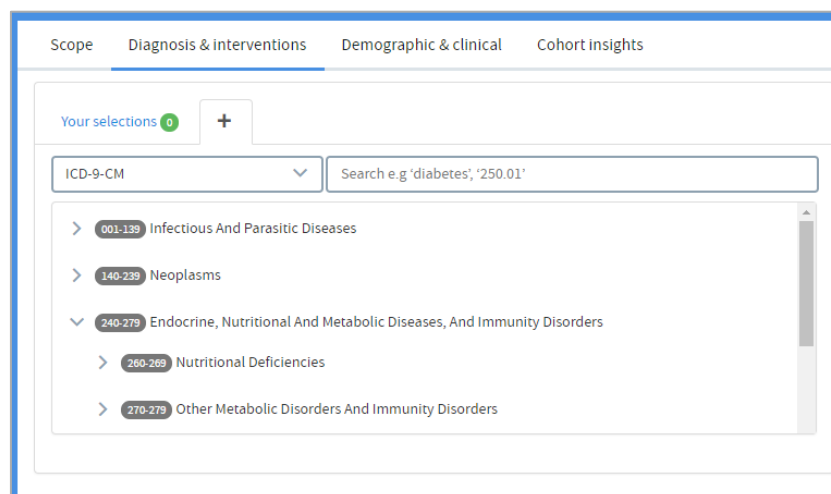 Scope Diagnosis & interventions Demographic & clinical Cohort insights
Your selections 0 +
ICD-9-CM Search e.g ‘diabetes’, ‘250.01’
001-139 Infectious And Parasitic Diseases
140-239 Neoplasms
240-279 Endocrine, Nutritional And Metabolic Diseases, And Immunity Disorders
260-269 Nutritional Deficiencies
270-279 Other Metabolic Disorders And Immunity Disorders